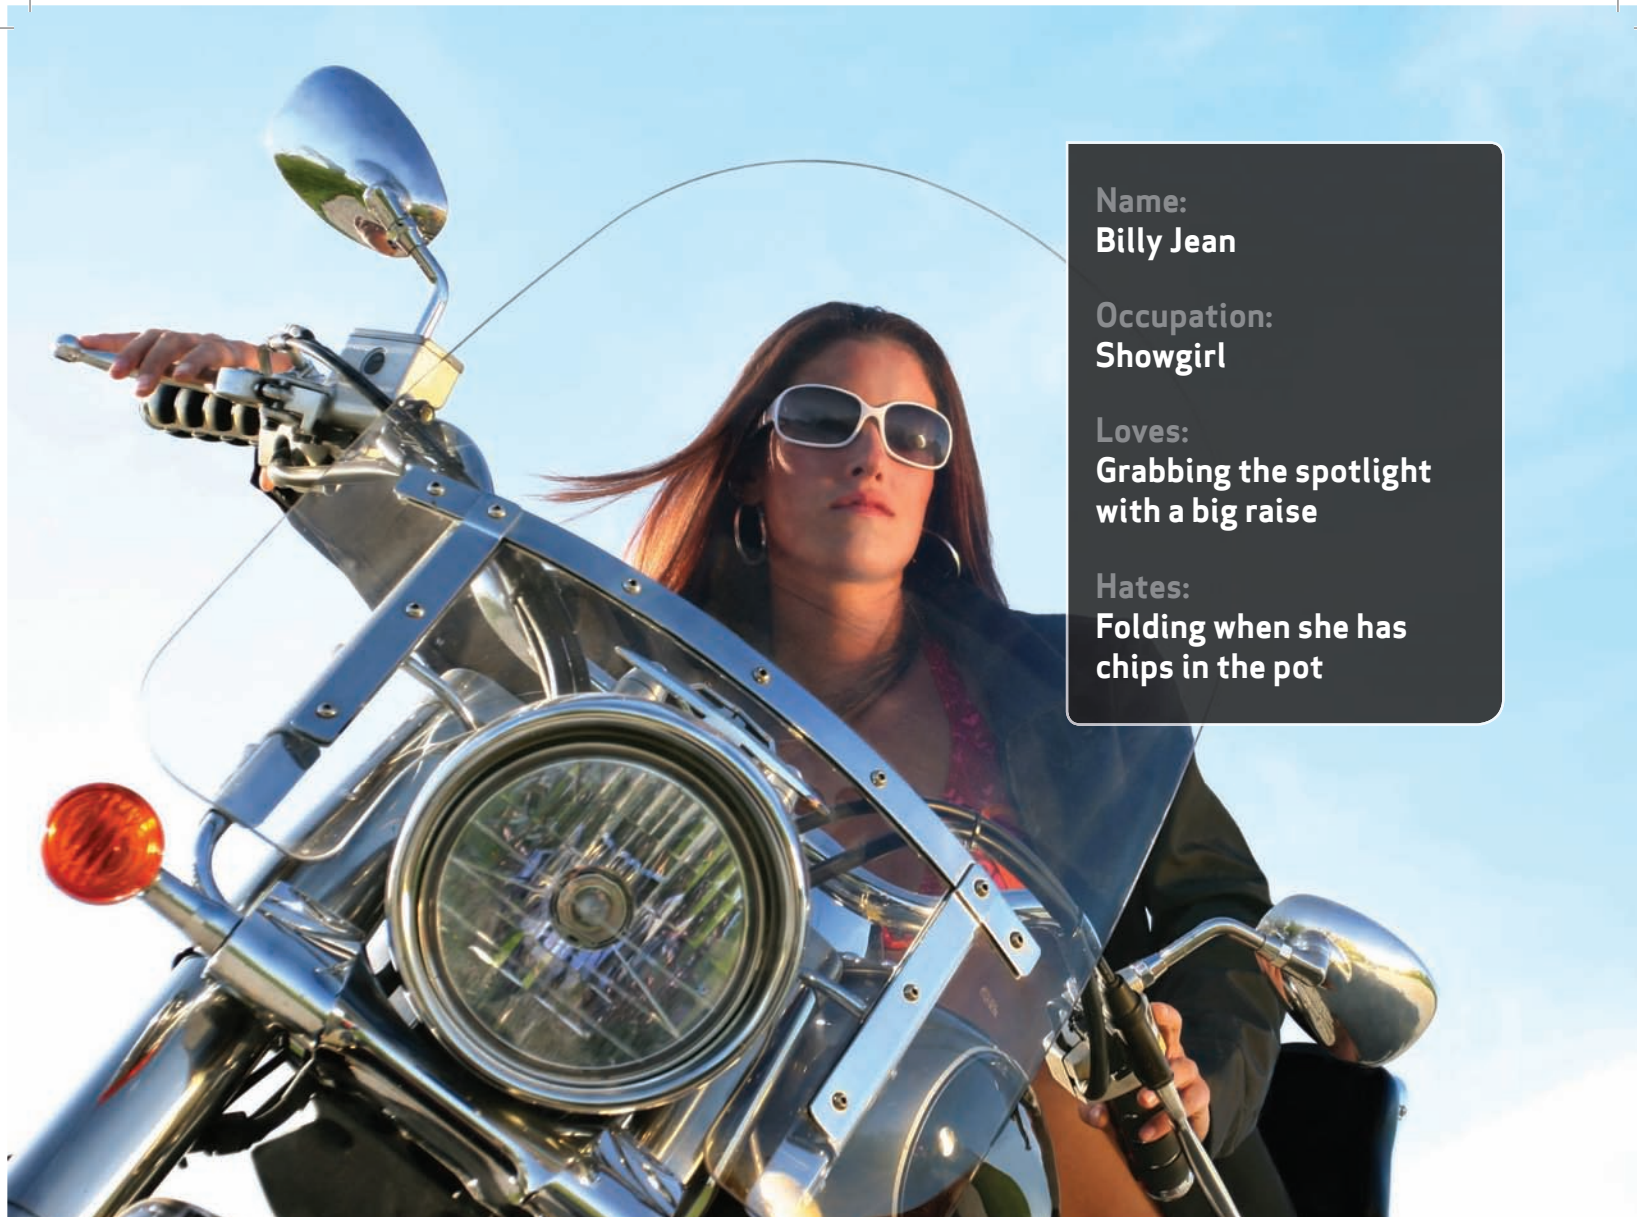 Name:
Billy Jean
Occupation:
Showgirl
Loves:
Grabbing the spotlight
with a big raise
Hates:
Folding when she has
chips in the pot